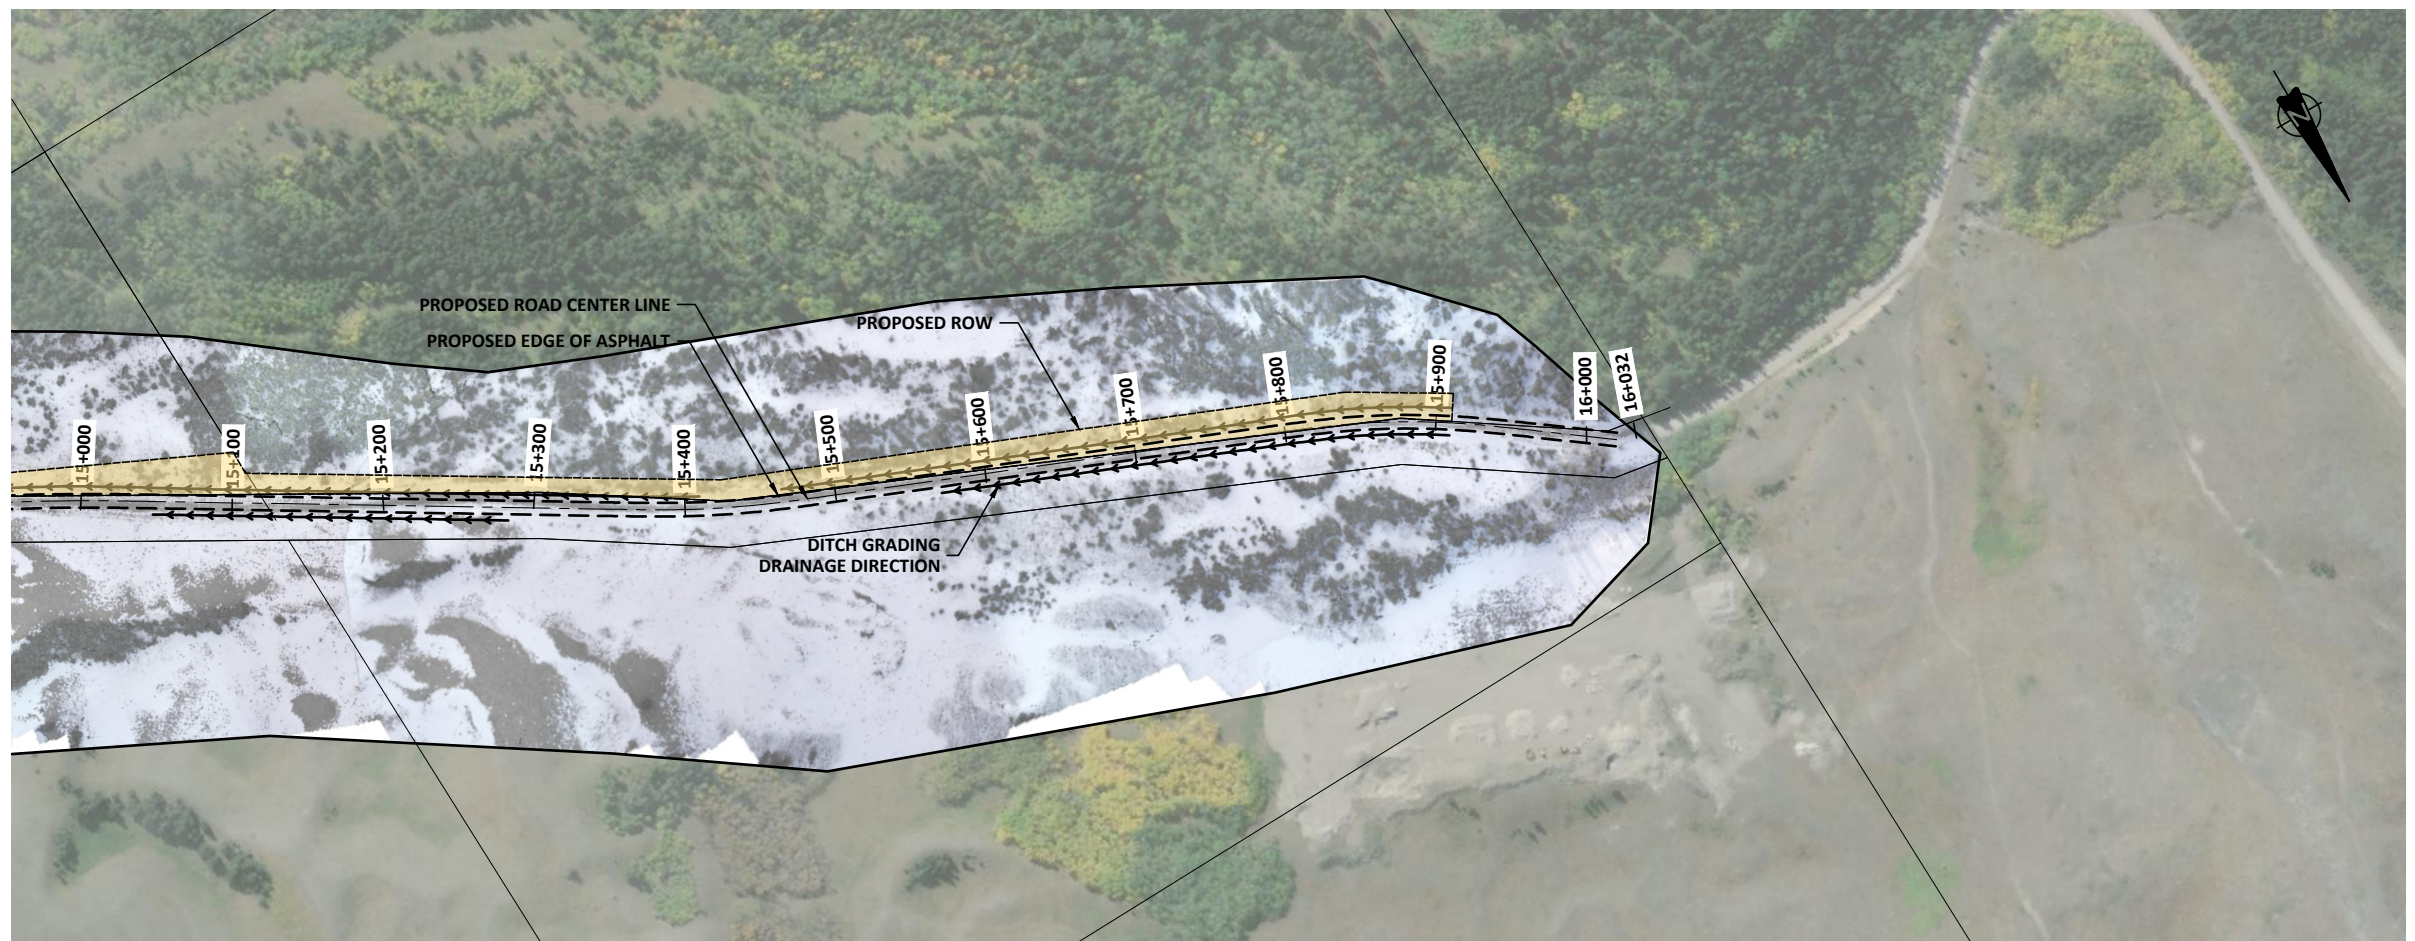 PROPOSED ROAD CENTER LINE
PROPOSED EDGE OF ASPHALT
PROPOSED ROW
15+000
15+100
15+200
15+300
15+400
15+500
15+600
15+700
15+800
15+900
16+000
16+032
DITCH GRADING
DRAINAGE DIRECTION
N